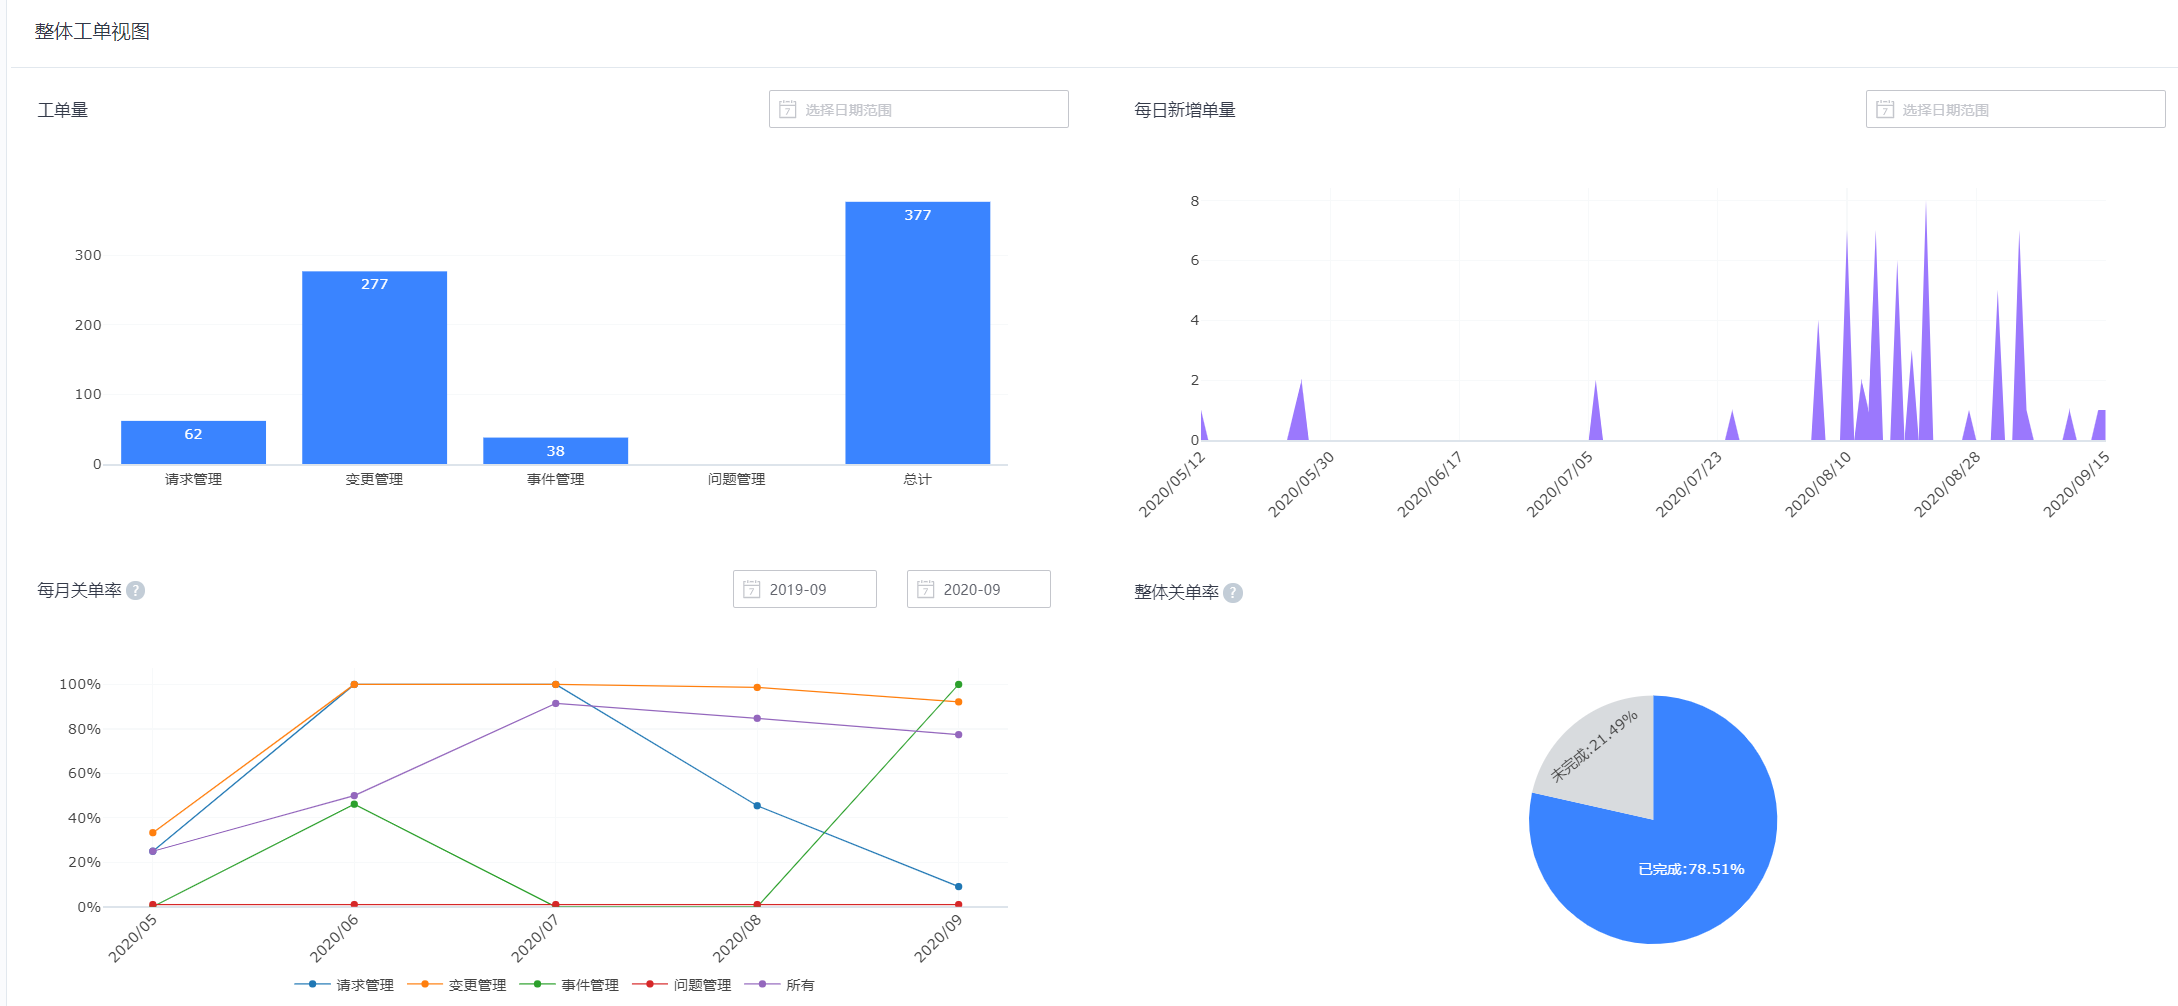 整体工单视图
工单量
7 选择日期范围
377
300
277
200
100
62
38
0
请求管理 变更管理 事件管理 问题管理 总计
每日新增单量
7 选择日期范围
8
6
4
2
0
2020/05/12 2020/05/30 2020/06/17 2020/07/05 2020/07/23 2020/08/10 2020/08/28 2020/09/15
每月关单率 ?
7 2019-09
7 2020-09
100%
80%
60%
40%
20%
0%
2020/05 2020/06 2020/07 2020/08 2020/09
请求管理 变更管理 事件管理 问题管理 所有
整体关单率 ?
未完成:21.49%
已完成:78.51%